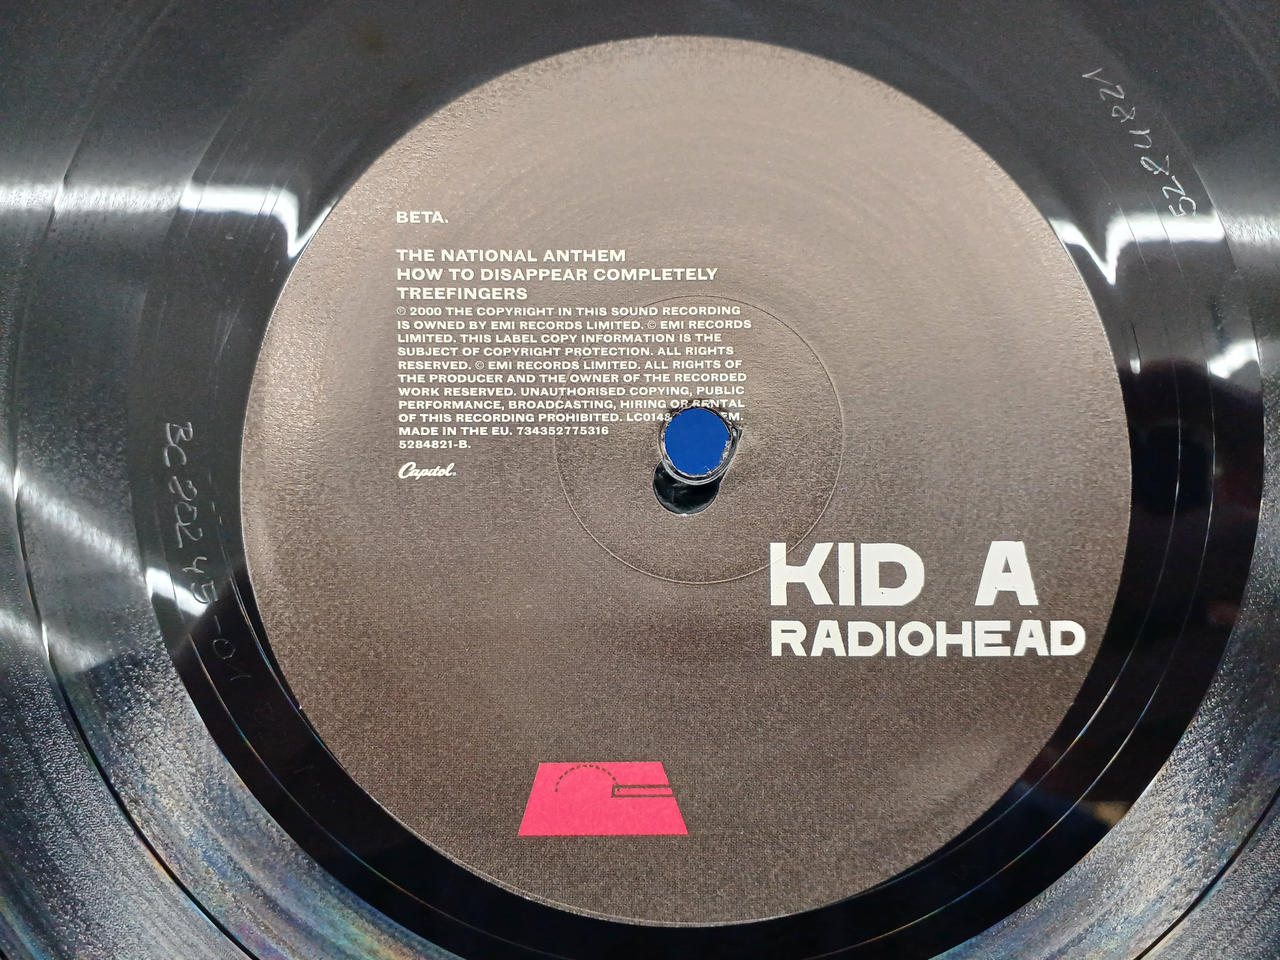 BETA.
THE NATIONAL ANTHEM
HOW TO DISAPPEAR COMPLETELY
TREEFINGERS
℗ 2000 THE COPYRIGHT IN THIS SOUND RECORDING
IS OWNED BY EMI RECORDS LIMITED. © EMI RECORDS
LIMITED. THIS LABEL COPY INFORMATION IS THE
SUBJECT OF COPYRIGHT PROTECTION. ALL RIGHTS
RESERVED. © EMI RECORDS LIMITED. ALL RIGHTS OF
THE PRODUCER AND THE OWNER OF THE RECORDED
WORK RESERVED. UNAUTHORISED COPYING, PUBLIC
PERFORMANCE, BROADCASTING, HIRING OR RENTAL
OF THIS RECORDING PROHIBITED.
MADE IN THE EU. 734352775316
5284821-B.
Capitol.
KID A
RADIOHEAD